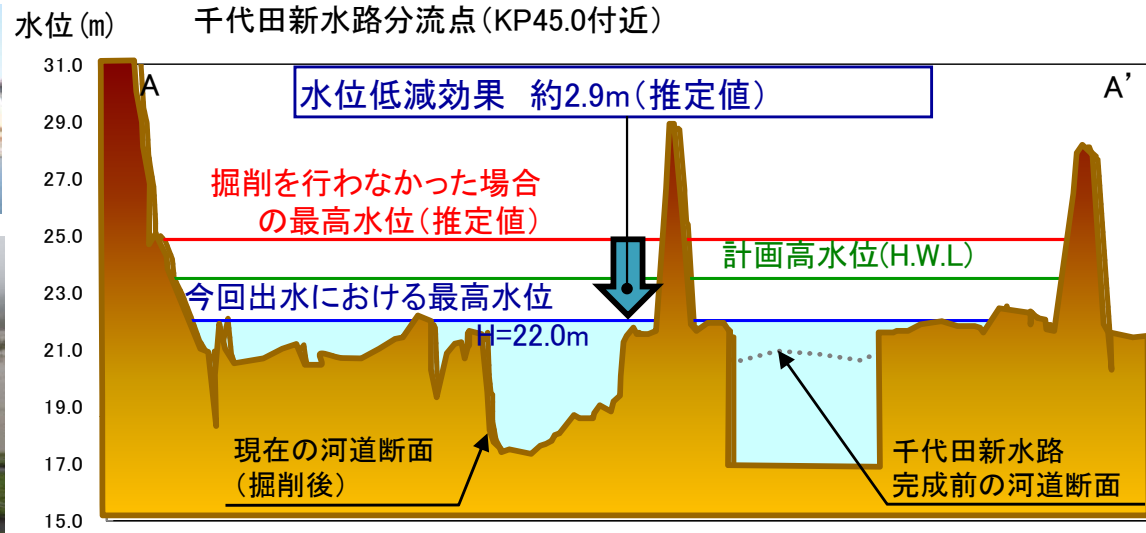 水位(m)
千代田新水路分流点(KP45.0付近)
31.0
29.0
27.0
25.0
23.0
21.0
19.0
17.0
15.0
A
A’
水位低減効果 約2.9m(推定値)
掘削を行わなかった場合
の最高水位(推定値)
計画高水位(H.W.L)
今回出水における最高水位
H=22.0m
現在の河道断面
(掘削後)
千代田新水路
完成前の河道断面